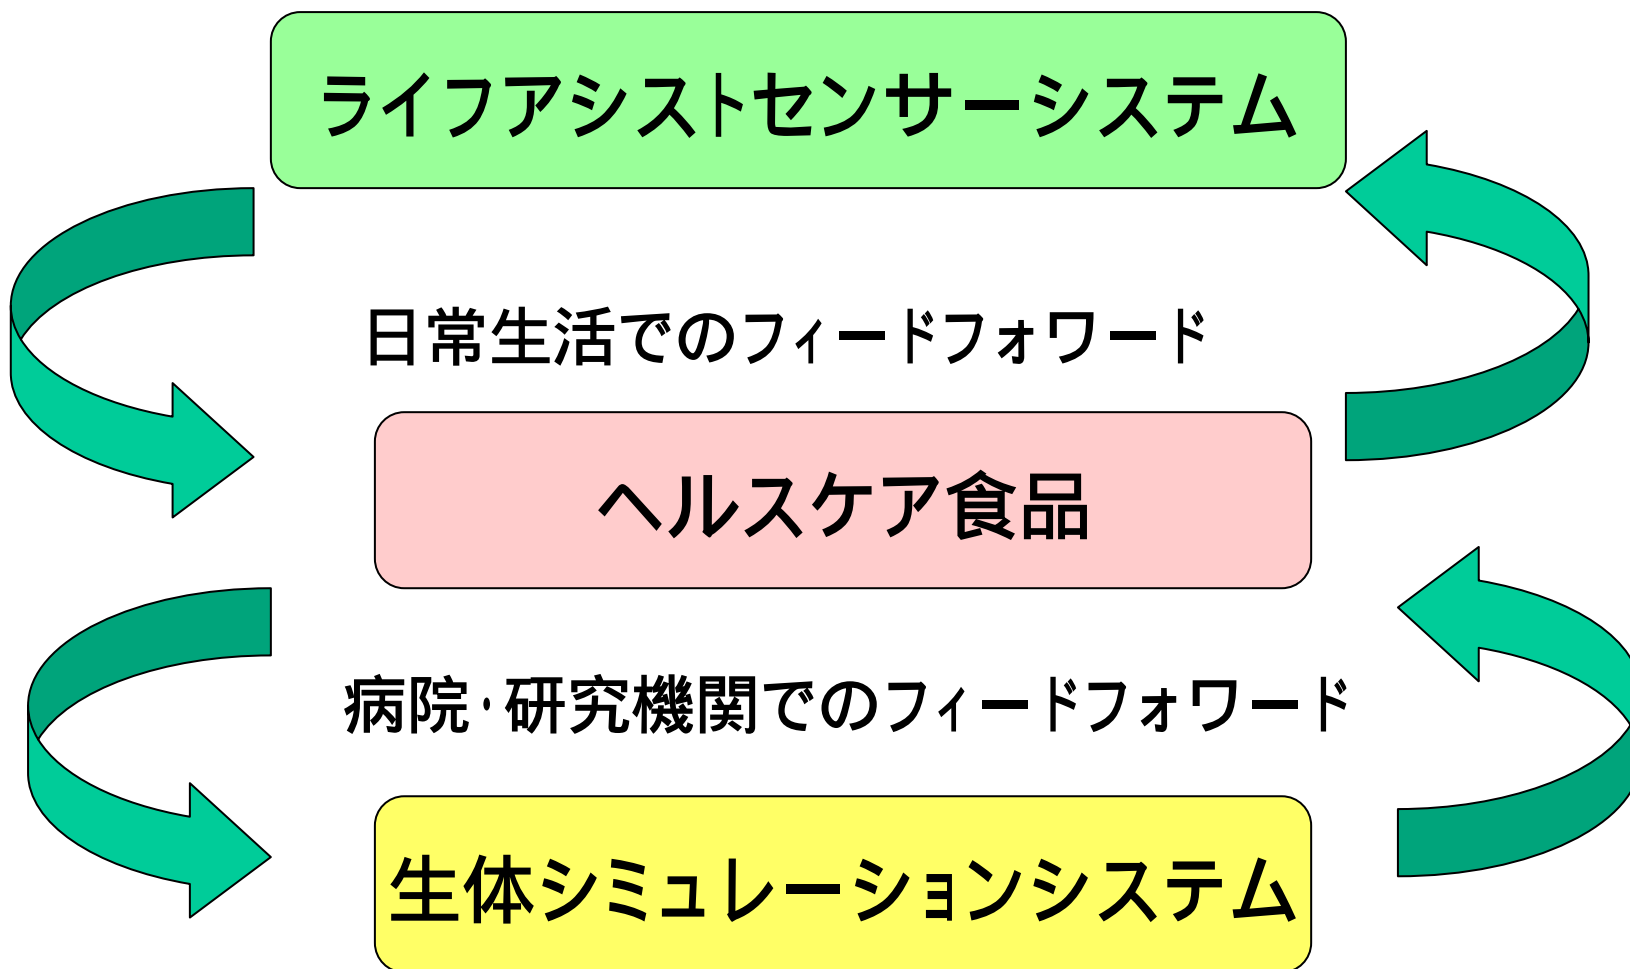 ライフアシストセンサーシステム
日常生活でのフィードフォワード
ヘルスケア食品
病院・研究機関でのフィードフォワード
生体シミュレーションシステム